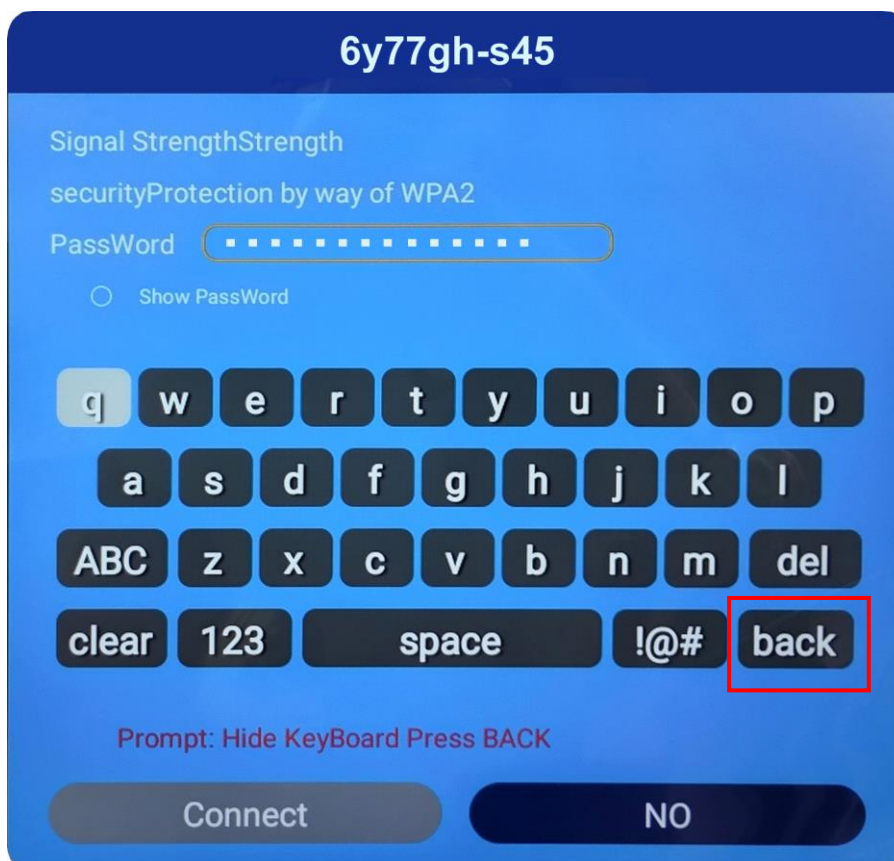 6y77gh-s45
Signal StrengthStrength
securityProtection by way of WPA2
PassWord
Show PassWord
q w e r t y u i o p
a s d f g h j k l
ABC z x c v b n m del
clear 123 space !@# back
Prompt: Hide KeyBoard Press BACK
Connect NO